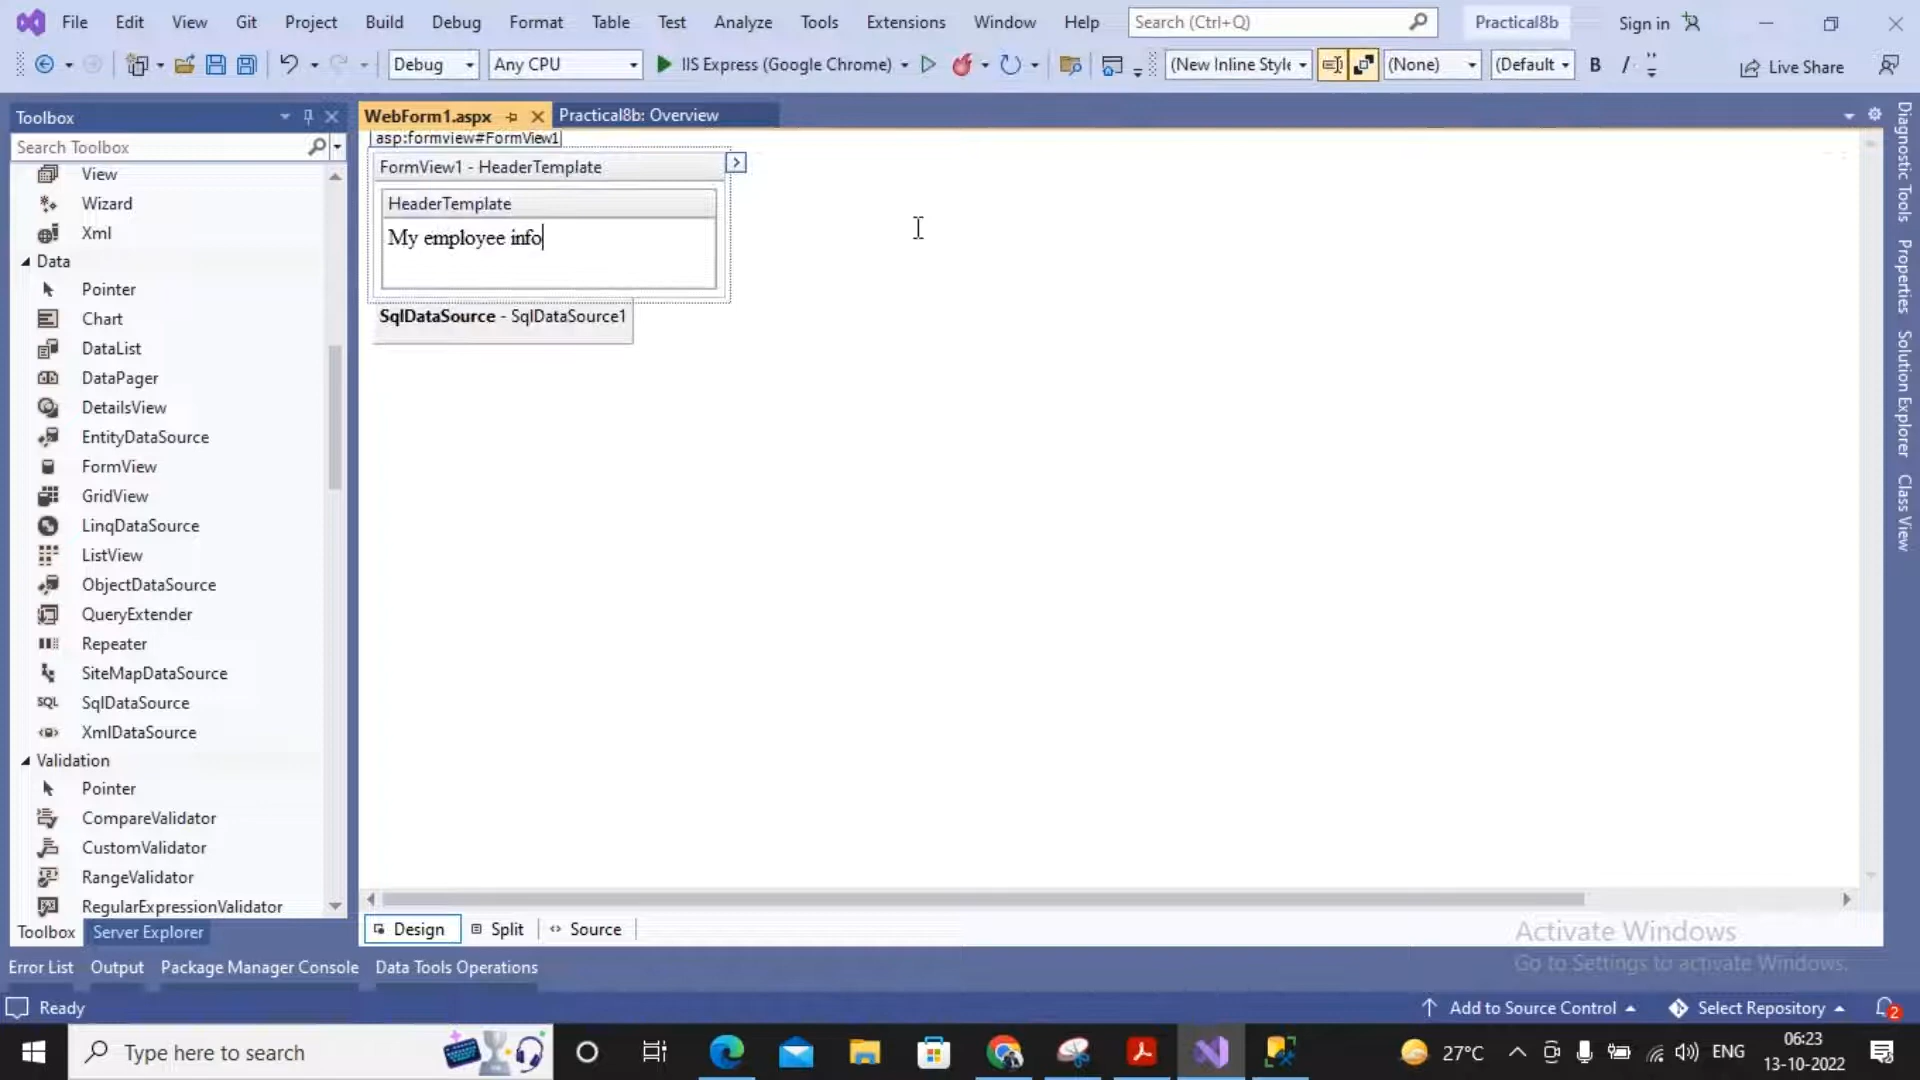 File Edit View Git Project Build Debug Format Table Test Analyze Tools Extensions Window Help Search (Ctrl+Q) Practical8b Sign in
Debug Any CPU IIS Express (Google Chrome) (New Inline Style (None) (Default B I Live Share
Toolbox
Search Toolbox
View
Wizard
Xml
Data
Pointer
Chart
DataList
DataPager
DetailsView
EntityDataSource
FormView
GridView
LinqDataSource
ListView
ObjectDataSource
QueryExtender
Repeater
SiteMapDataSource
SQL SqlDataSource
XmlDataSource
Validation
Pointer
CompareValidator
CustomValidator
RangeValidator
RegularExpressionValidator
Toolbox Server Explorer
WebForm1.aspx Practical8b: Overview
asp:formview#FormView1
FormView1 - HeaderTemplate
HeaderTemplate
My employee info
SqlDataSource - SqlDataSource1
Design Split Source
Diagnostic Tools
Properties
Solution Explorer
Class View
Activate Windows
Go to Settings to activate Windows.
Error List Output Package Manager Console Data Tools Operations
Ready Add to Source Control Select Repository 2
Type here to search 27°C ENG 06:23
13-10-2022